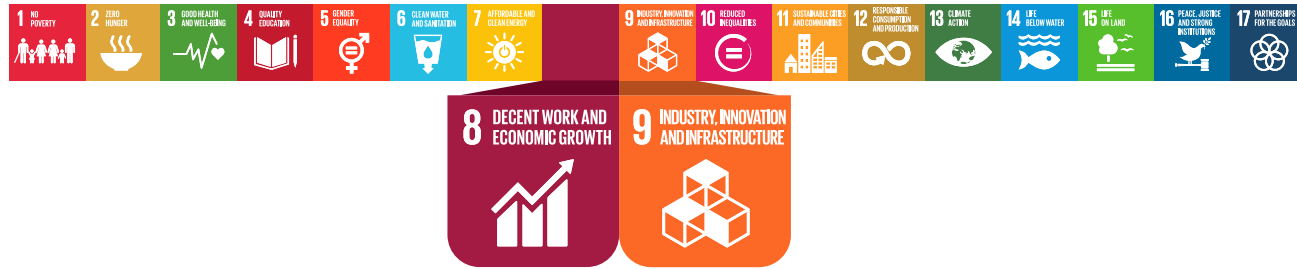 1 NO
POVERTY
2 ZERO
HUNGER
3 GOOD HEALTH
AND WELL-BEING
4 QUALITY
EDUCATION
5 GENDER
EQUALITY
6 CLEAN WATER
AND SANITATION
7 AFFORDABLE AND
CLEAN ENERGY
9 INDUSTRY, INNOVATION
AND INFRASTRUCTURE
10 REDUCED
INEQUALITIES
11 SUSTAINABLE CITIES
AND COMMUNITIES
12 RESPONSIBLE
CONSUMPTION
AND PRODUCTION
13 CLIMATE
ACTION
14 LIFE
BELOW WATER
15 LIFE
ON LAND
16 PEACE, JUSTICE
AND STRONG
INSTITUTIONS
17 PARTNERSHIPS
FOR THE GOALS
8 DECENT WORK AND
ECONOMIC GROWTH
9 INDUSTRY, INNOVATION
AND INFRASTRUCTURE